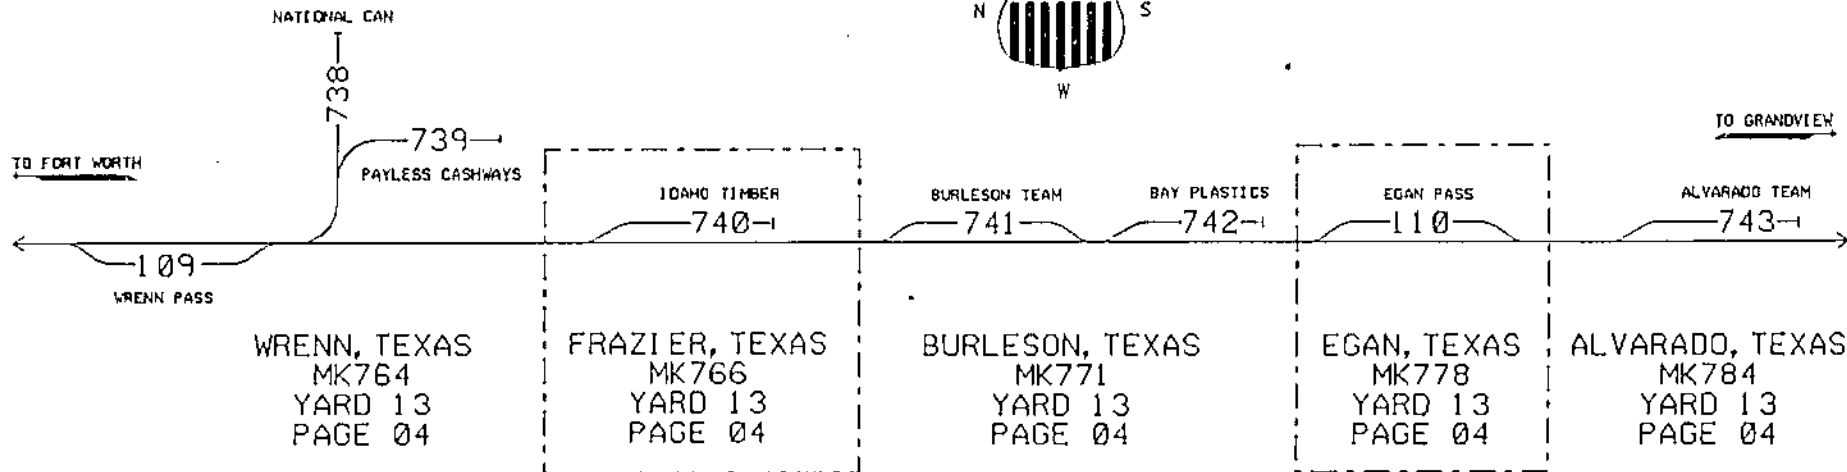 NATIONAL CAN
N
S
W
738
739
PAYLESS CASHWAYS
TO FORT WORTH
TO GRANDVIEW
IDAHO TIMBER
740
BURLESON TEAM
741
BAY PLASTICS
742
EGAN PASS
110
ALVARADO TEAM
743
109
WRENN PASS
WRENN, TEXAS
MK764
YARD 13
PAGE 04
FRAZIER, TEXAS
MK766
YARD 13
PAGE 04
BURLESON, TEXAS
MK771
YARD 13
PAGE 04
EGAN, TEXAS
MK778
YARD 13
PAGE 04
ALVARADO, TEXAS
MK784
YARD 13
PAGE 04